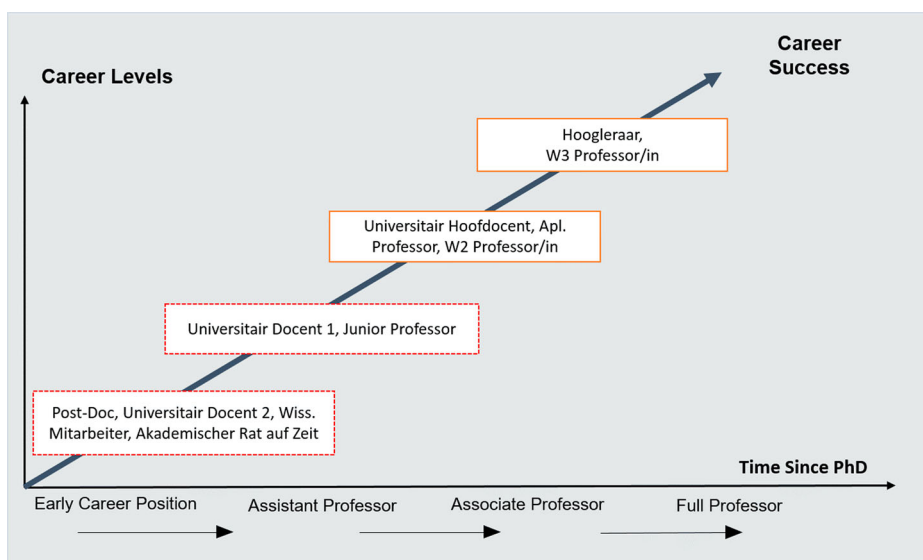 Career Levels
Career
Success
Hoogleraar,
W3 Professor/in
Universitair Hoofdocent, Apl.
Professor, W2 Professor/in
Universitair Docent 1, Junior Professor
Post-Doc, Universitair Docent 2, Wiss.
Mitarbeiter, Akademischer Rat auf Zeit
Time Since PhD
Early Career Position
Assistant Professor
Associate Professor
Full Professor